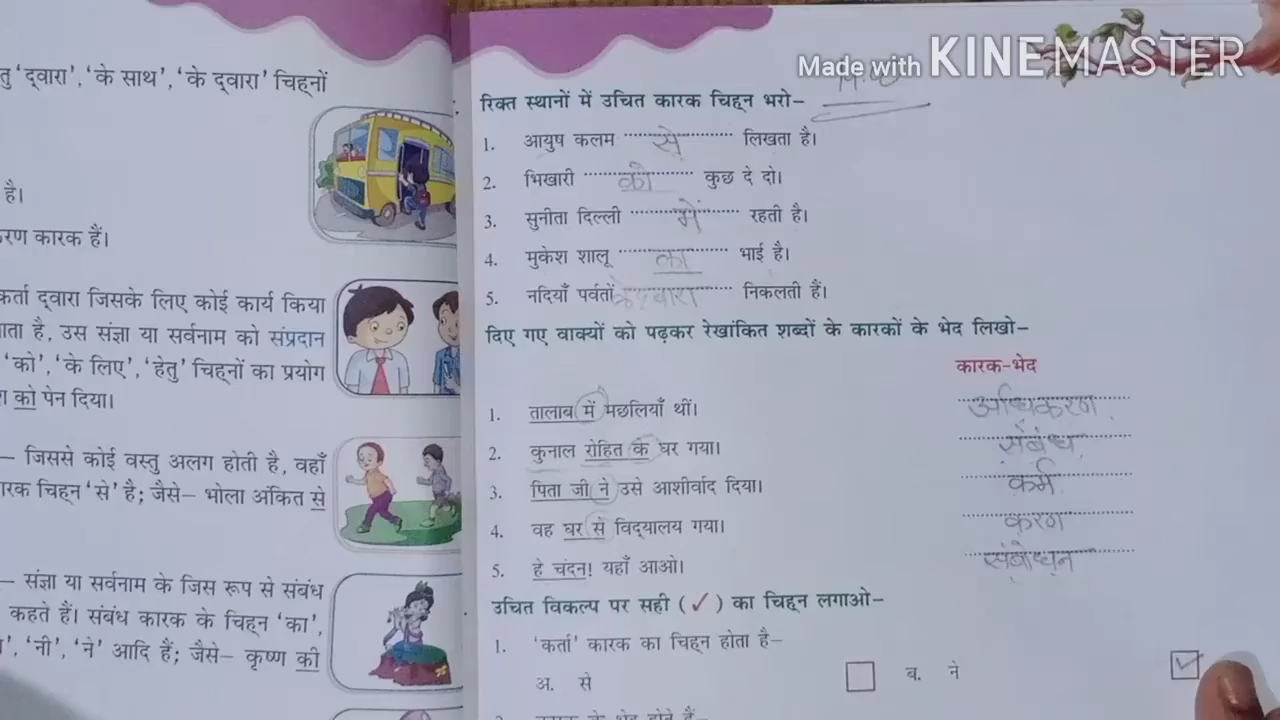 तु 'द्वारा', 'के साथ', 'के द्वारा' चिह्नों
है।
रण कारक हैं।
कर्ता द्वारा जिसके लिए कोई कार्य किया
ाता है, उस संज्ञा या सर्वनाम को संप्रदान
'को', 'के लिए', 'हेतु' चिह्नों का प्रयोग
को पेन दिया।
– जिससे कोई वस्तु अलग होती है, वहाँ
ारक चिह्न 'से' है; जैसे– भोला अंकित से
– संज्ञा या सर्वनाम के जिस रूप से संबंध
कहते हैं। संबंध कारक के चिह्न 'का',
', 'नी', 'ने' आदि हैं; जैसे– कृष्ण की
Made with KINEMASTER
रिक्त स्थानों में उचित कारक चिह्न भरो–
1. आयुष कलम से लिखता है।
2. भिखारी को कुछ दे दो।
3. सुनीता दिल्ली में रहती है।
4. मुकेश शालू का भाई है।
5. नदियाँ पर्वतों के द्वारा निकलती हैं।
दिए गए वाक्यों को पढ़कर रेखांकित शब्दों के कारकों के भेद लिखो–
कारक-भेद
1. तालाब में मछलियाँ थीं। अधिकरण
2. कुनाल रोहित के घर गया। संबंध
3. पिता जी ने उसे आशीर्वाद दिया। कर्म
4. वह घर से विद्यालय गया। करण
5. हे चंदन! यहाँ आओ। संबोधन
उचित विकल्प पर सही (✓) का चिह्न लगाओ–
1. 'कर्ता' कारक का चिह्न होता है–
अ. से ब. ने